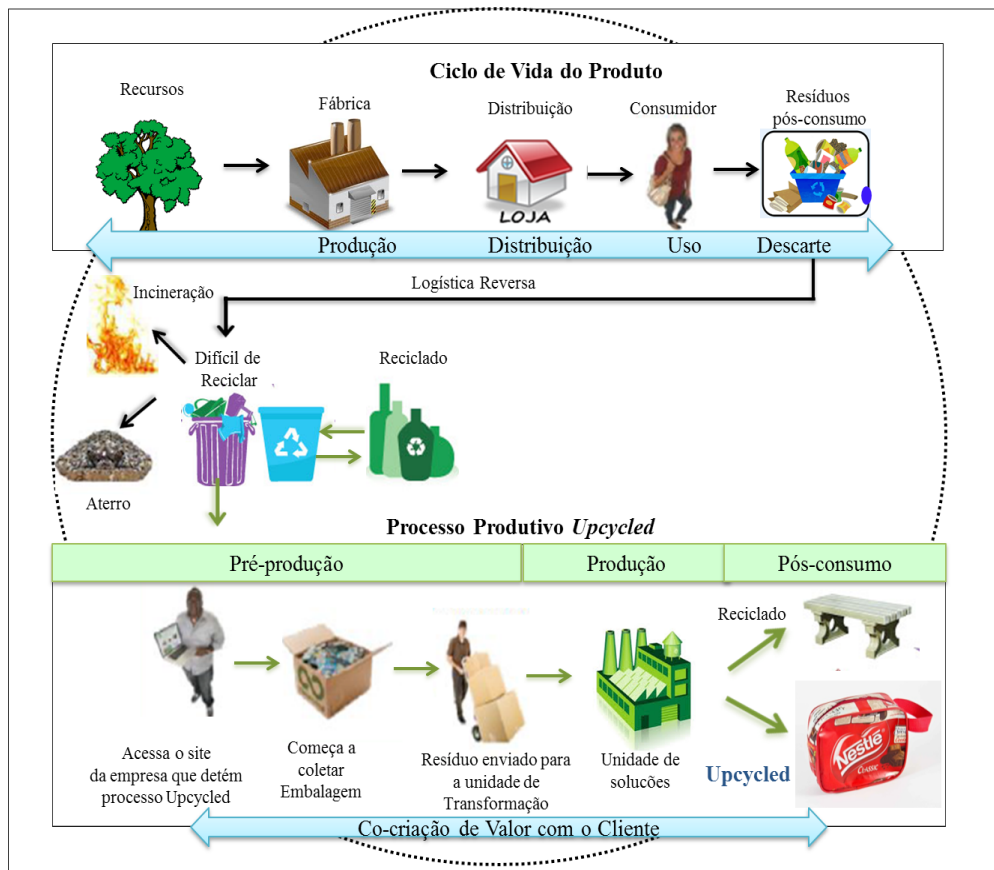 Ciclo de Vida do Produto
Recursos
Fábrica
Distribuição
Consumidor
Resíduos
pós-consumo
LOJA
Produção
Distribuição
Uso
Descarte
Logística Reversa
Incineração
Difícil de
Reciclar
Reciclado
Aterro
Processo Produtivo Upcycled
Pré-produção
Produção
Pós-consumo
Reciclado
Acessa o site
da empresa que detém
processo Upcycled
Começa a
coletar
Embalagem
Resíduo enviado para
a unidade de
Transformação
Unidade de
solucões
Upcycled
Nestlé
CLASSIC
Co-criação de Valor com o Cliente